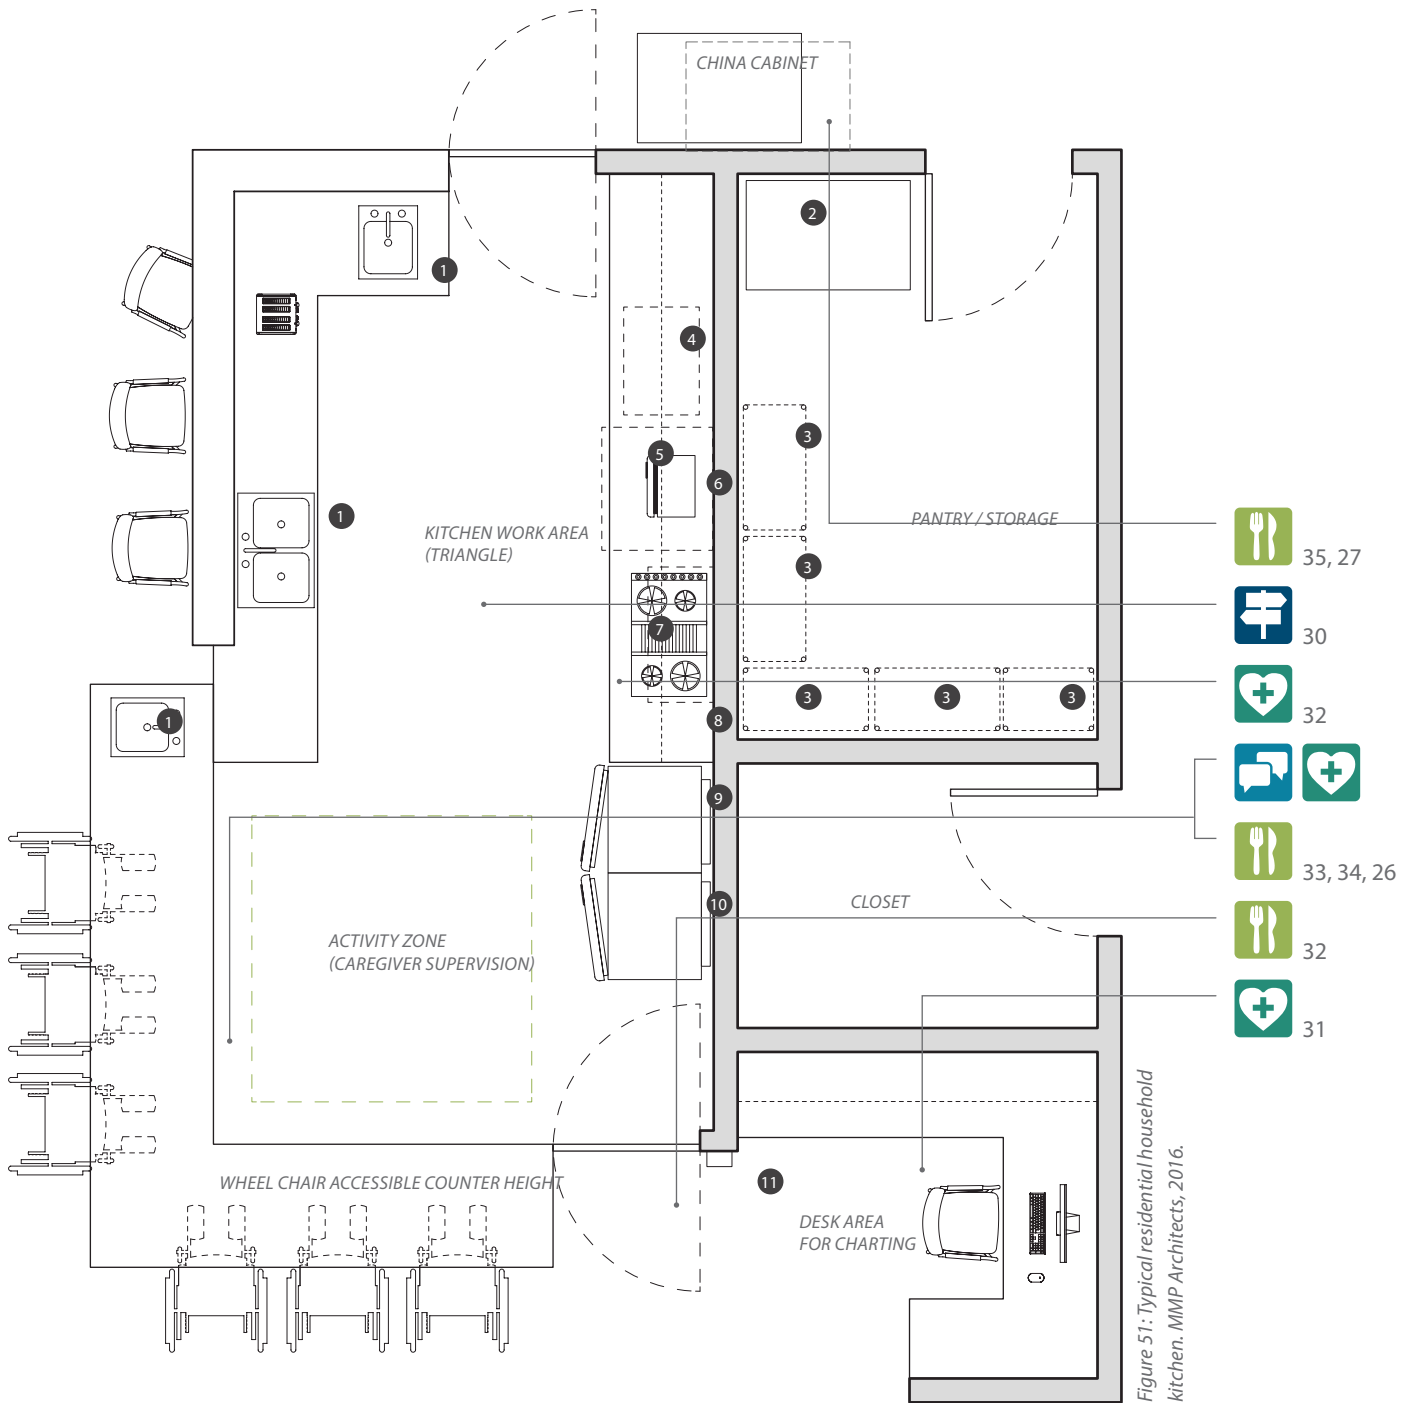 CHINA CABINET
2
1
4
3
5
6
1
PANTRY / STORAGE
KITCHEN WORK AREA
(TRIANGLE)
35, 27
3
7
30
3
3
3
32
1
8
9
33, 34, 26
10
CLOSET
ACTIVITY ZONE
(CAREGIVER SUPERVISION)
32
31
WHEEL CHAIR ACCESSIBLE COUNTER HEIGHT
11
DESK AREA
FOR CHARTING
Figure 51: Typical residential household
kitchen. MMP Architects, 2016.